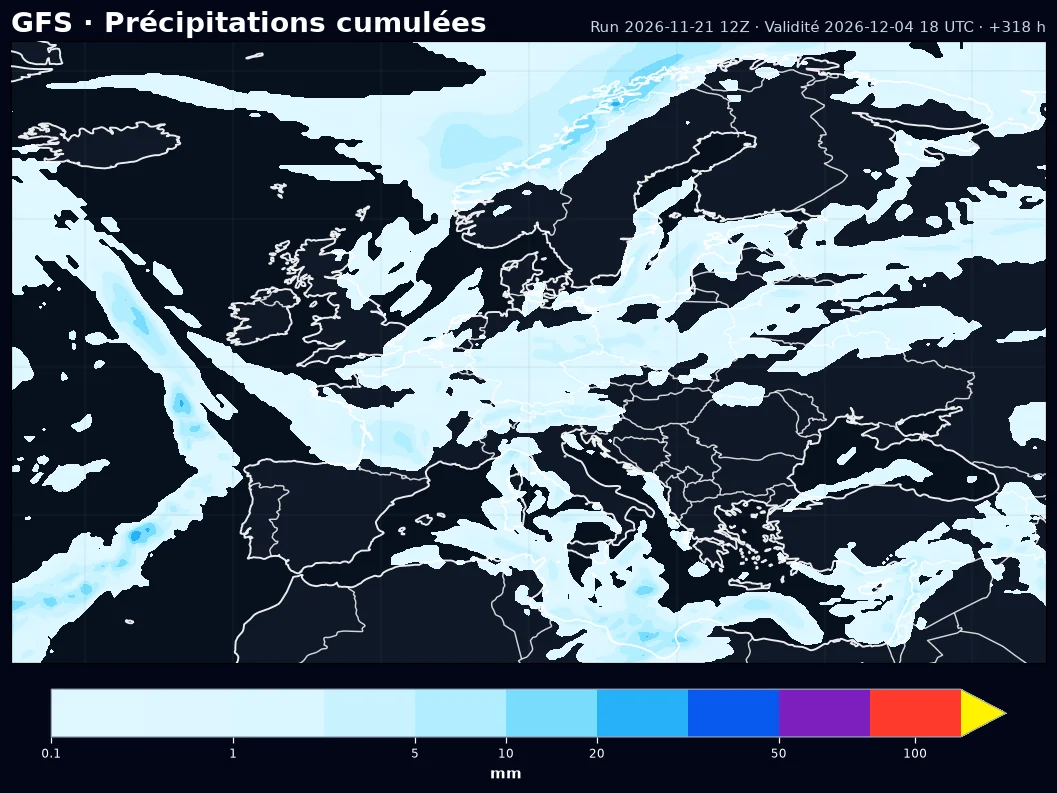 GFS · Précipitations cumulées
Run 2026-11-21 12Z · Validité 2026-12-04 18 UTC · +318 h
0.1 1 5 10 20 50 100
mm